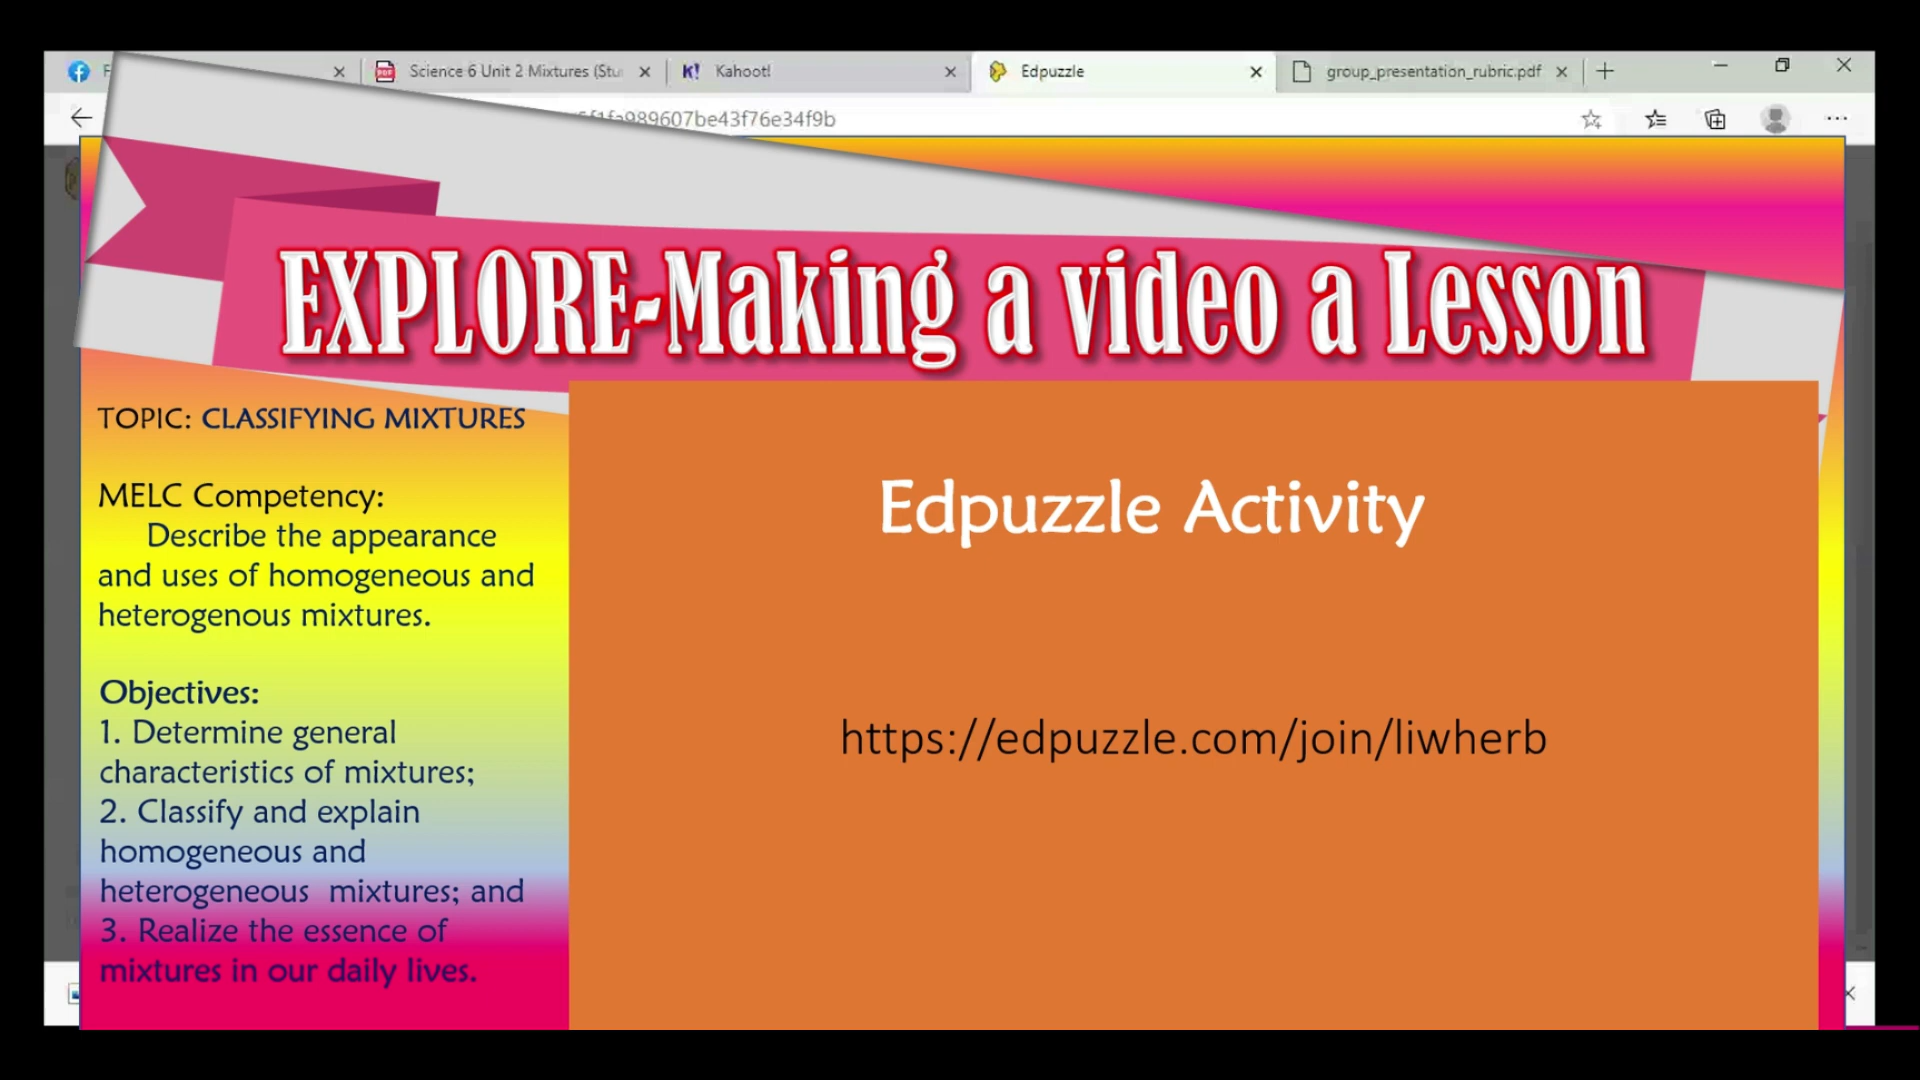 Science 6 Unit 2 Mixtures (Stu
K! Kahoot!
Edpuzzle
group_presentation_rubric.pdf
989607be43f76e34f9b
EXPLORE-Making a video a Lesson
TOPIC: CLASSIFYING MIXTURES
MELC Competency:
Describe the appearance
and uses of homogeneous and
heterogenous mixtures.
Objectives:
1. Determine general
characteristics of mixtures;
2. Classify and explain
homogeneous and
heterogeneous mixtures; and
3. Realize the essence of
mixtures in our daily lives.
Edpuzzle Activity
https://edpuzzle.com/join/liwherb